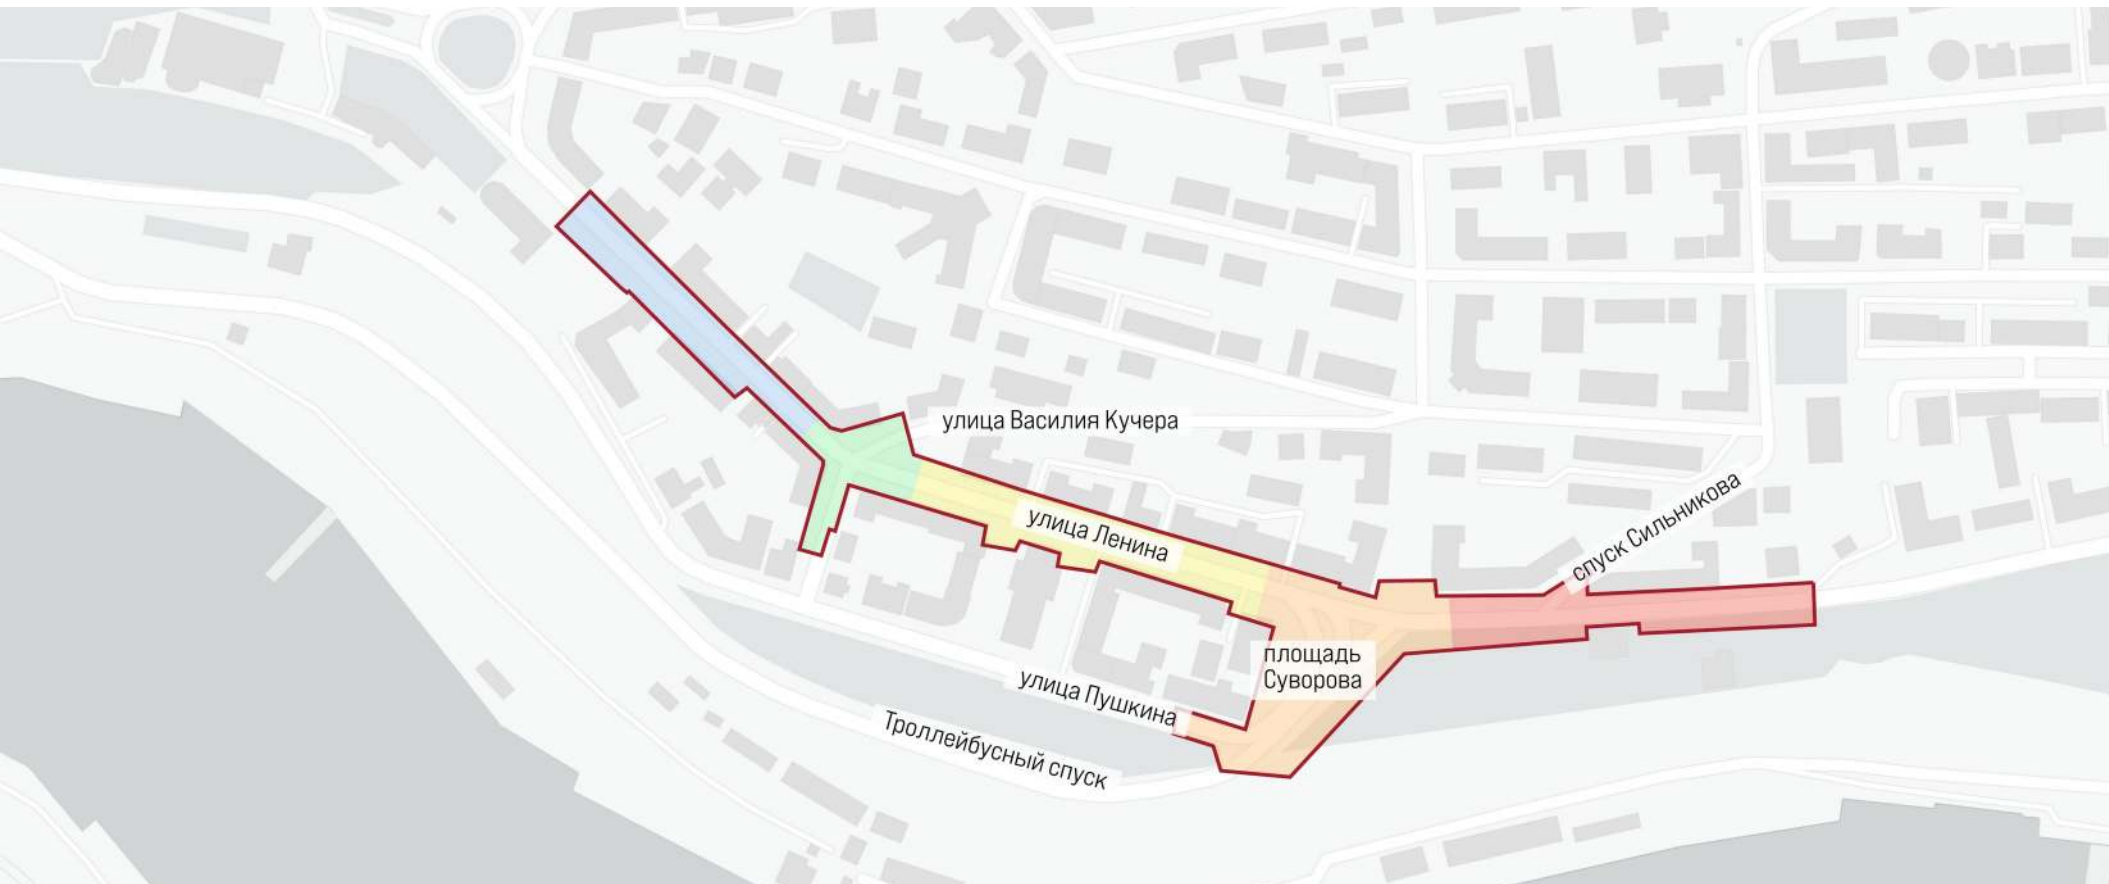 улица Василия Кучера
улица Ленина
спуск Сильникова
площадь
Суворова
улица Пушкина
Троллейбусный спуск